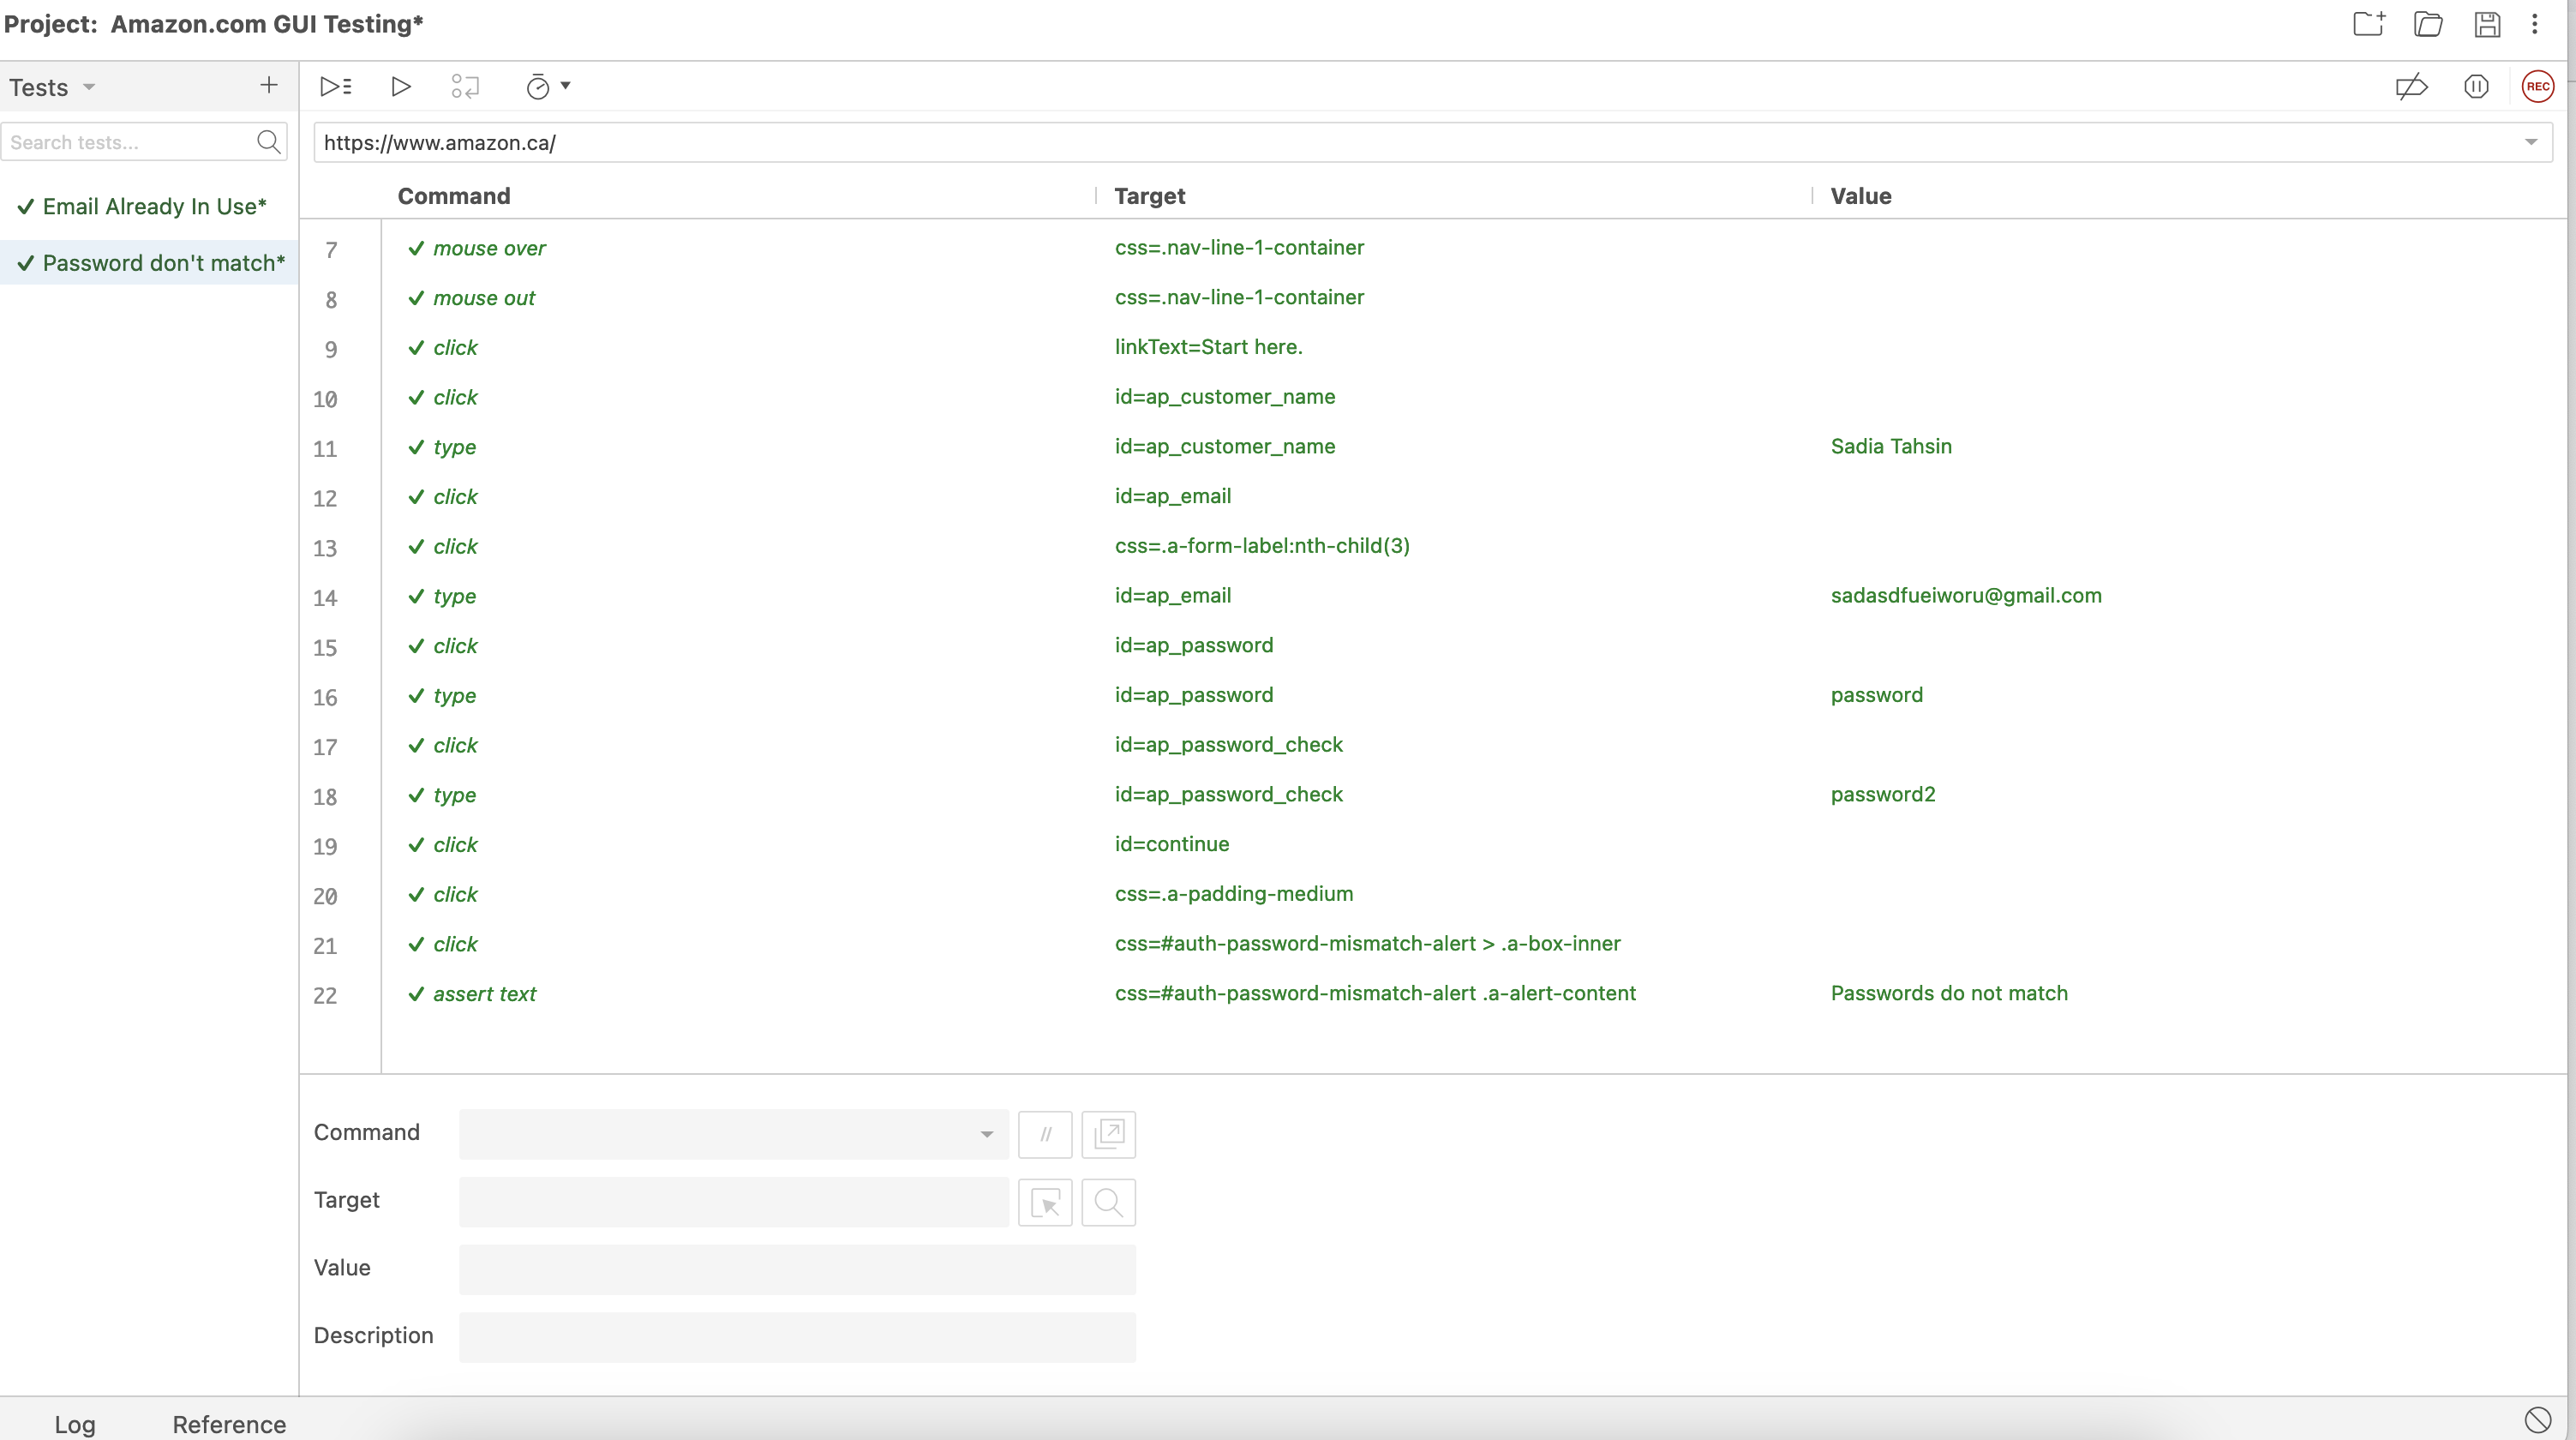 Project: Amazon.com GUI Testing*
Tests
Search tests...
✓ Email Already In Use*
✓ Password don't match*
REC
https://www.amazon.ca/
Command Target Value
7 ✓ mouse over css=.nav-line-1-container
8 ✓ mouse out css=.nav-line-1-container
9 ✓ click linkText=Start here.
10 ✓ click id=ap_customer_name
11 ✓ type id=ap_customer_name Sadia Tahsin
12 ✓ click id=ap_email
13 ✓ click css=.a-form-label:nth-child(3)
14 ✓ type id=ap_email sadasdfueiworu@gmail.com
15 ✓ click id=ap_password
16 ✓ type id=ap_password password
17 ✓ click id=ap_password_check
18 ✓ type id=ap_password_check password2
19 ✓ click id=continue
20 ✓ click css=.a-padding-medium
21 ✓ click css=#auth-password-mismatch-alert > .a-box-inner
22 ✓ assert text css=#auth-password-mismatch-alert .a-alert-content Passwords do not match
Command //
Target
Value
Description
Log Reference